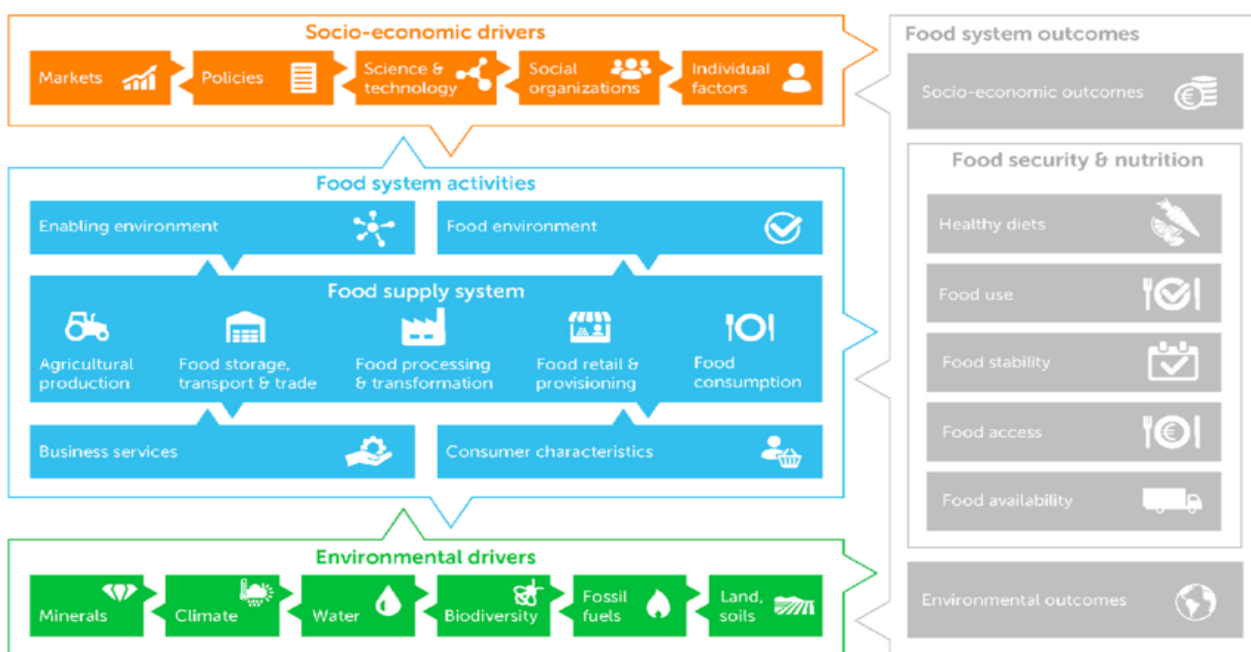 Socio-economic drivers
Markets
Policies
Science &
technology
Social
organizations
Individual
factors
Food system activities
Enabling environment
Food environment
Food supply system
Agricultural
production
Food storage,
transport & trade
Food processing
& transformation
Food retail &
provisioning
Food
consumption
Business services
Consumer characteristics
Environmental drivers
Minerals
Climate
Water
Biodiversity
Fossil
fuels
Land,
soils
Food system outcomes
Socio-economic outcomes
Food security & nutrition
Healthy diets
Food use
Food stability
Food access
Food availability
Environmental outcomes